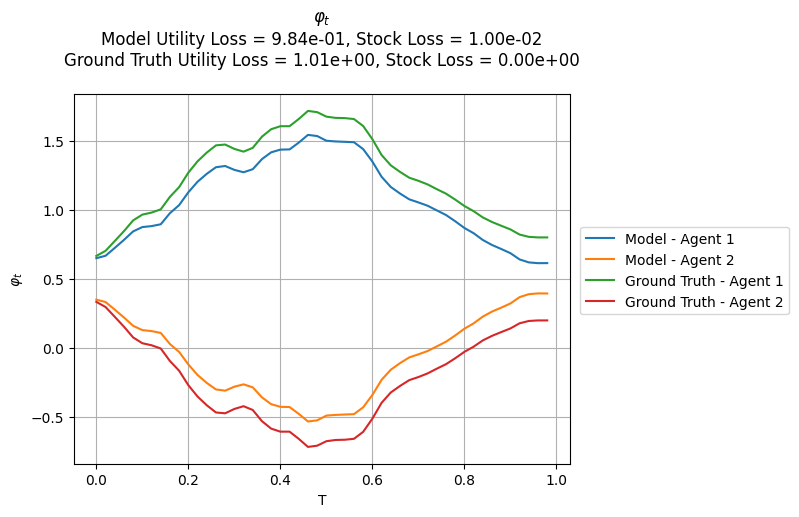 φₜ
Model Utility Loss = 9.84e-01, Stock Loss = 1.00e-02
Ground Truth Utility Loss = 1.01e+00, Stock Loss = 0.00e+00
φₜ
1.5
1.0
0.5
0.0
−0.5
0.0 0.2 0.4 0.6 0.8 1.0
T
Model - Agent 1
Model - Agent 2
Ground Truth - Agent 1
Ground Truth - Agent 2